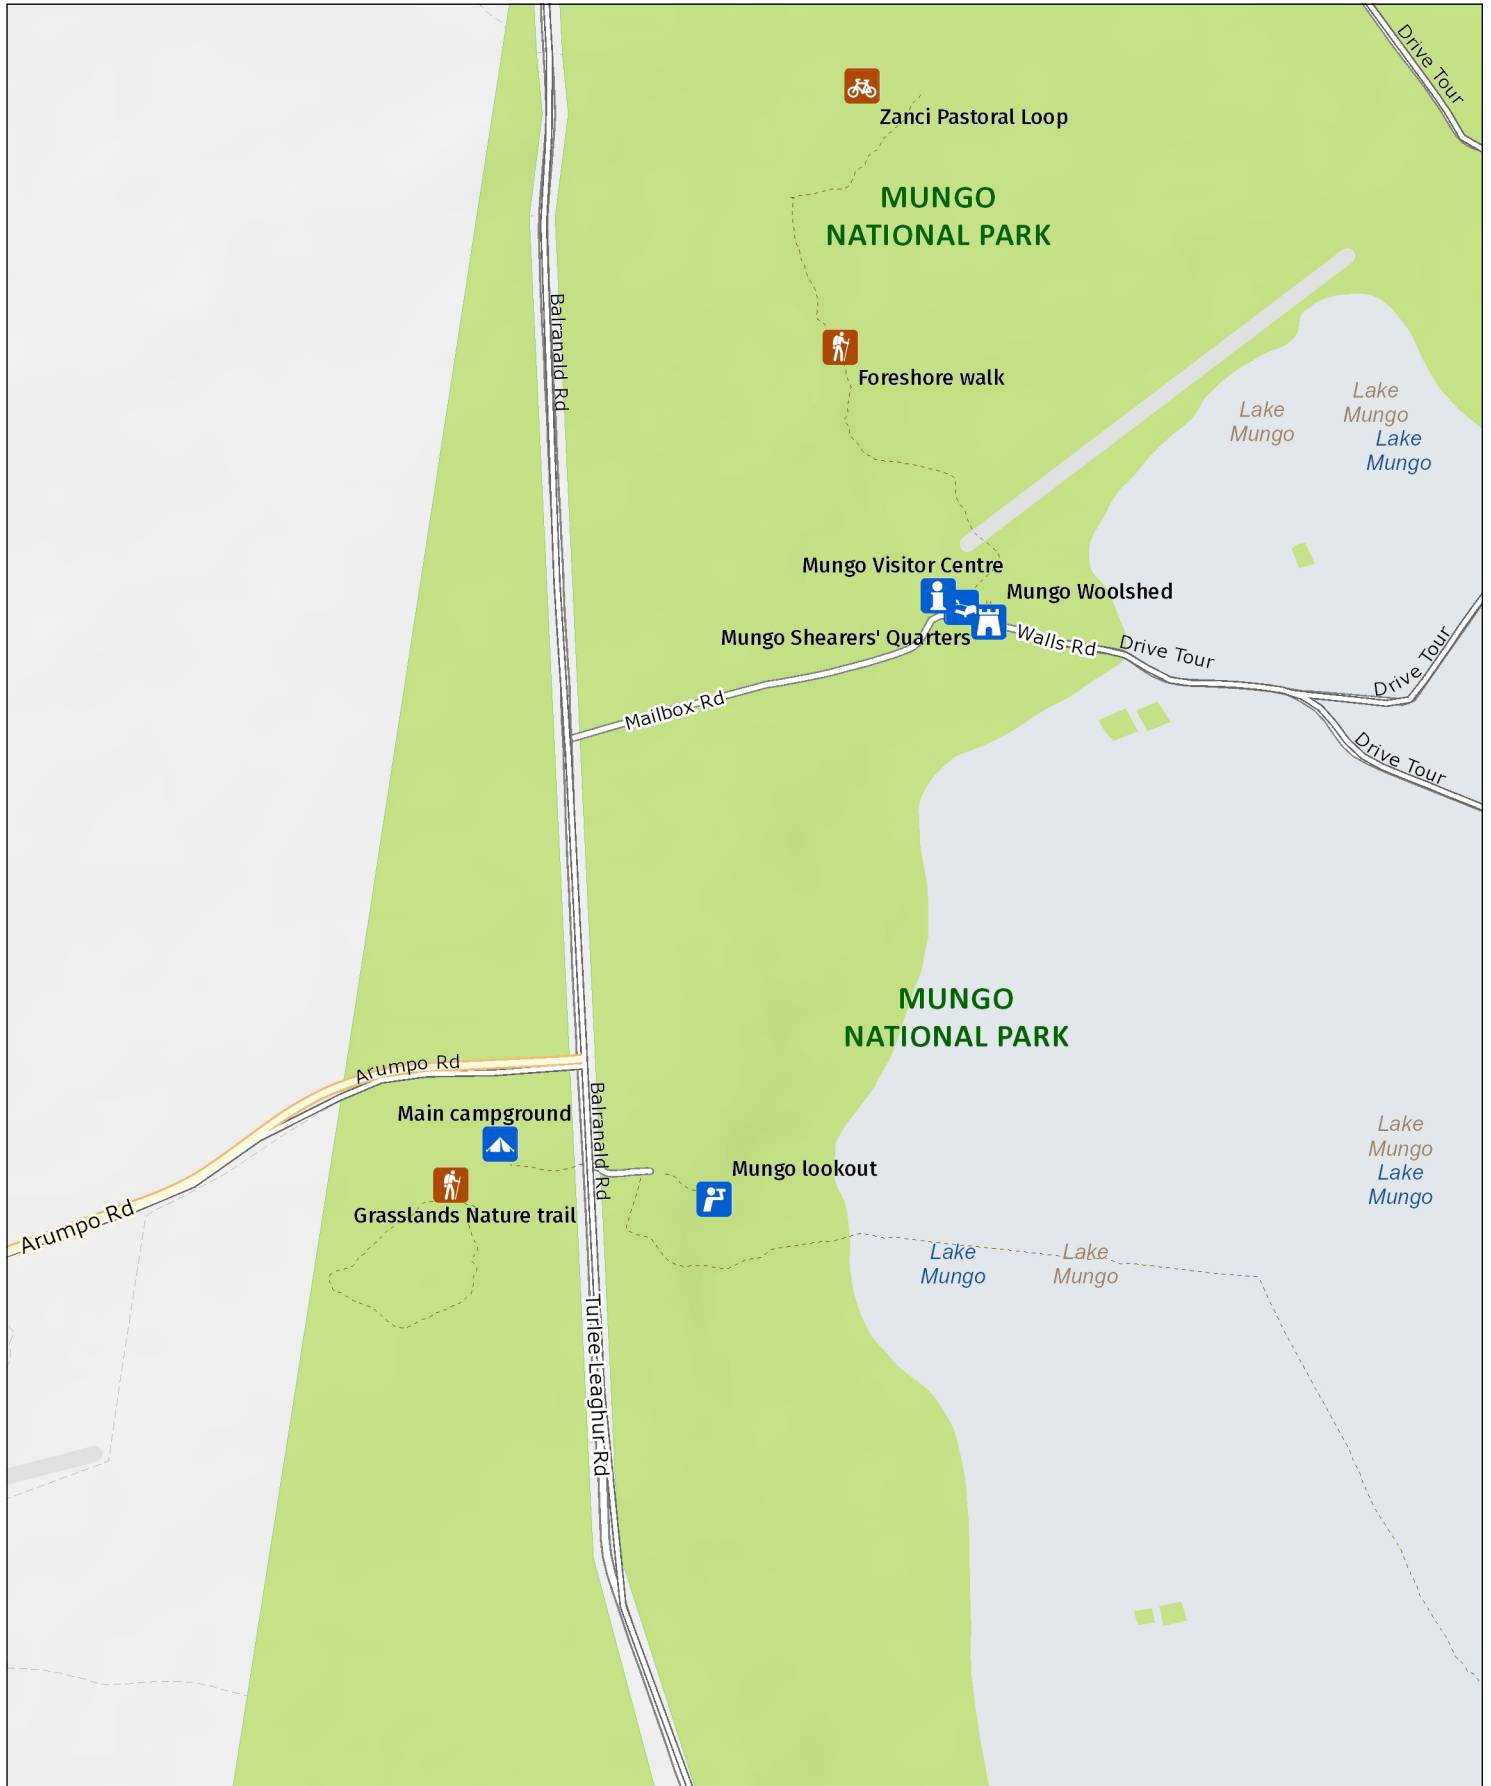 Drive Tour
Zanci Pastoral Loop
MUNGO
NATIONAL PARK
Balranald Rd
Foreshore walk
Lake
Mungo
Lake
Mungo
Lake
Mungo
Mungo Visitor Centre
Mungo Woolshed
Mungo Shearers' Quarters
Walls Rd
Drive Tour
Drive Tour
Mailbox Rd
Drive Tour
MUNGO
NATIONAL PARK
Arumpo Rd
Main campground
Balranald Rd
Mungo lookout
Grasslands Nature trail
Arumpo Rd
Lake
Mungo
Lake
Mungo
Lake
Mungo
Lake
Mungo
Turlee-Leaghur-Rd